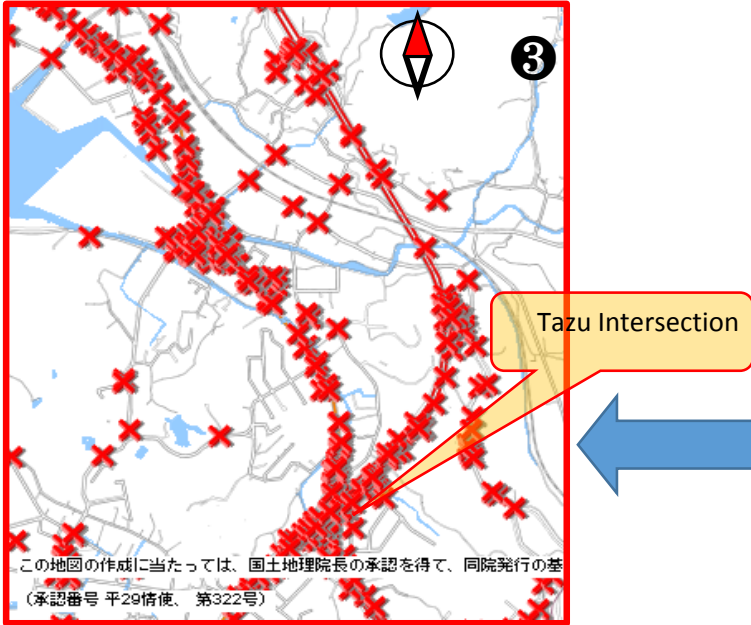 ❸
Tazu Intersection
この地図の作成に当たっては、国土地理院長の承認を得て、同院発行の基
(承認番号 平29情使、 第322号)